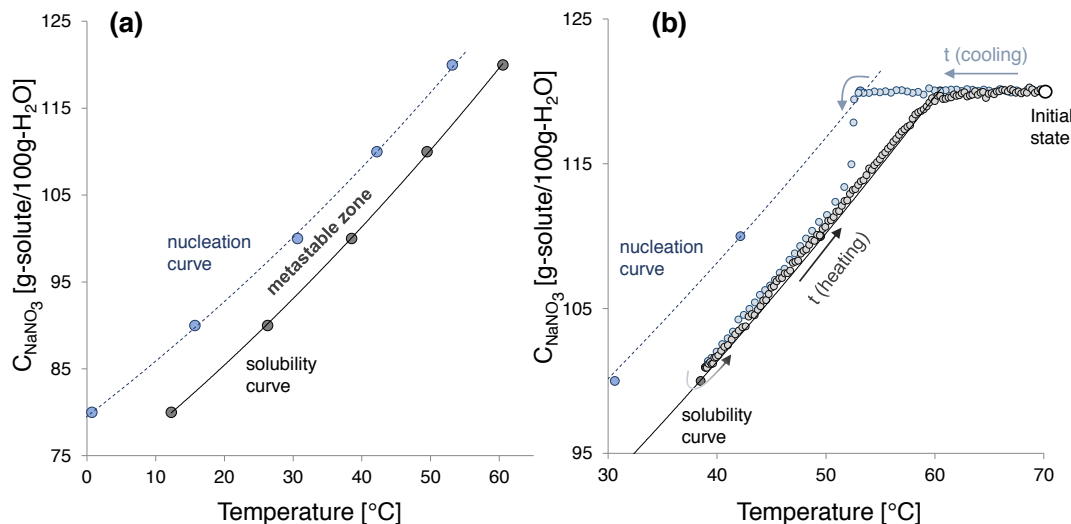 (a)
125
115
105
95
85
75
C_NaNO₃ [g-solute/100g-H₂O]
nucleation
curve
metastable zone
solubility
curve
0
10
20
30
40
50
60
Temperature [°C]
(b)
125
115
105
95
C_NaNO₃ [g-solute/100g-H₂O]
t (cooling)
Initial
state
nucleation
curve
t (heating)
solubility
curve
30
40
50
60
70
Temperature [°C]